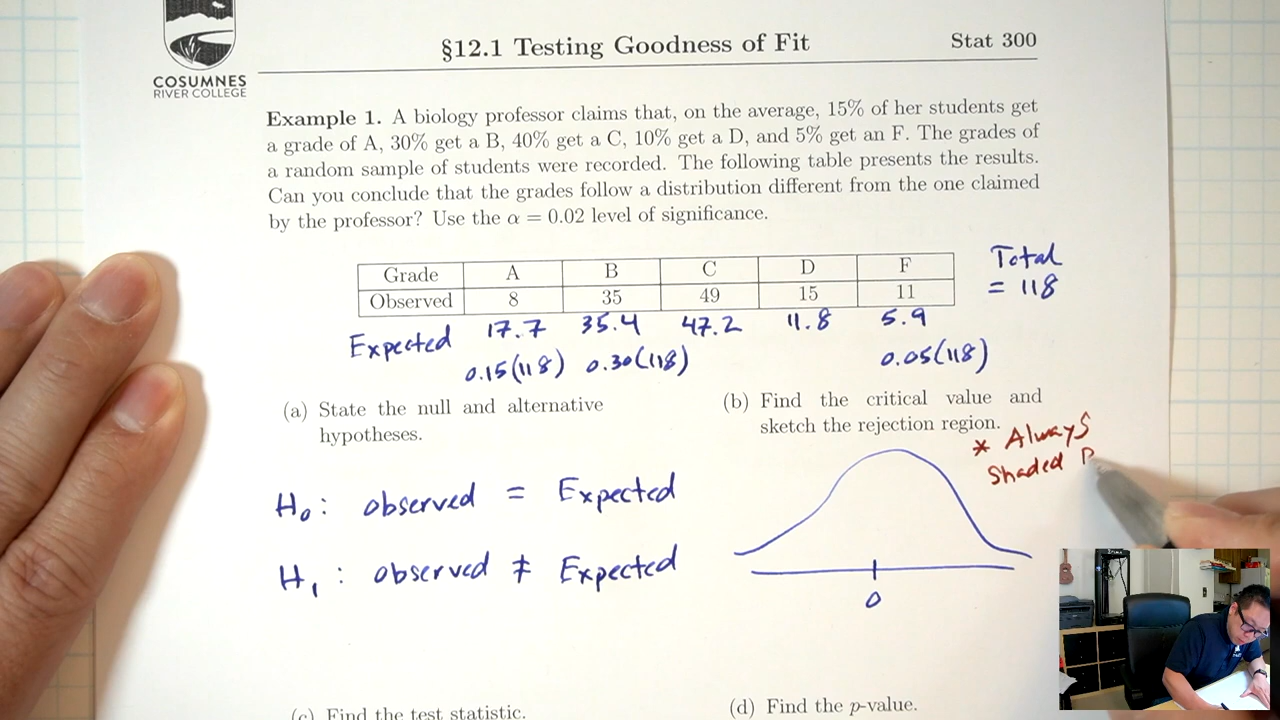 COSUMNES
RIVER COLLEGE
§12.1 Testing Goodness of Fit
Stat 300
Example 1. A biology professor claims that, on the average, 15% of her students get
a grade of A, 30% get a B, 40% get a C, 10% get a D, and 5% get an F. The grades of
a random sample of students were recorded. The following table presents the results.
Can you conclude that the grades follow a distribution different from the one claimed
by the professor? Use the α = 0.02 level of significance.
Grade A B C D F
Observed 8 35 49 15 11
Total
= 118
Expected 17.7 35.4 47.2 11.8 5.9
0.15(118) 0.30(118) 0.05(118)
(a) State the null and alternative
hypotheses.
H₀: observed = Expected
H₁: observed ≠ Expected
(b) Find the critical value and
sketch the rejection region.
* Always
Shaded
0
(c) Find the test statistic.
(d) Find the p-value.